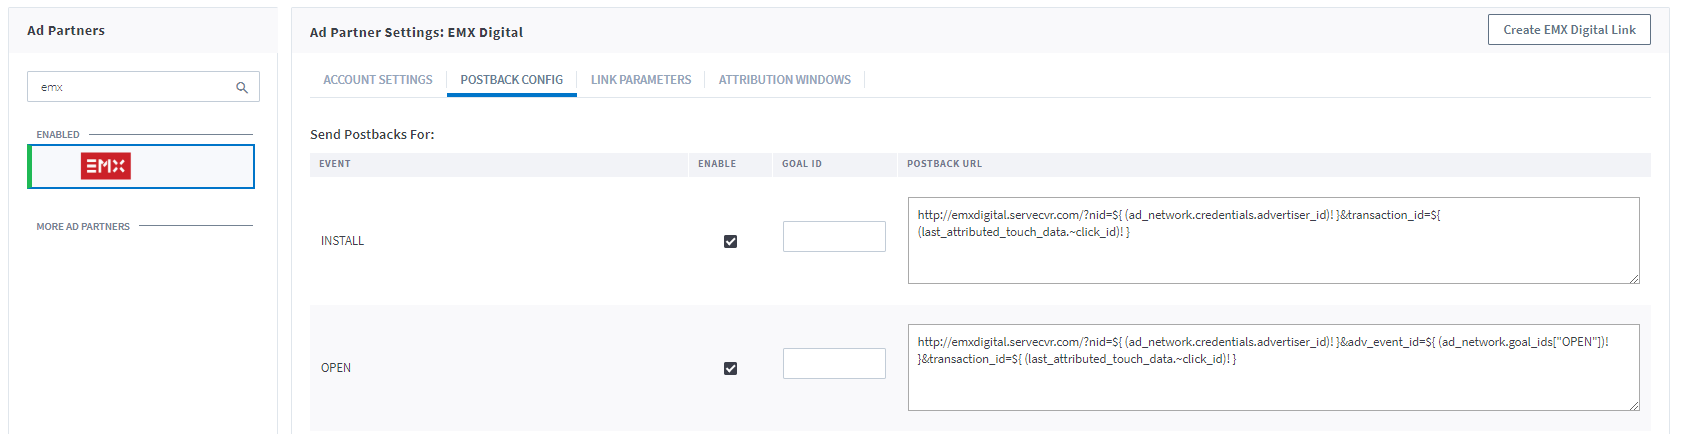 Ad Partners
emx
ENABLED
EMX
MORE AD PARTNERS
Ad Partner Settings: EMX Digital
Create EMX Digital Link
ACCOUNT SETTINGS
POSTBACK CONFIG
LINK PARAMETERS
ATTRIBUTION WINDOWS
Send Postbacks For:
EVENT
ENABLE
GOAL ID
POSTBACK URL
INSTALL
http://emxdigital.servecvr.com/?nid=${ (ad_network.credentials.advertiser_id)! }&transaction_id=${
(last_attributed_touch_data.~click_id)! }
OPEN
http://emxdigital.servecvr.com/?nid=${ (ad_network.credentials.advertiser_id)! }&adv_event_id=${ (ad_network.goal_ids["OPEN"])!
}&transaction_id=${ (last_attributed_touch_data.~click_id)! }